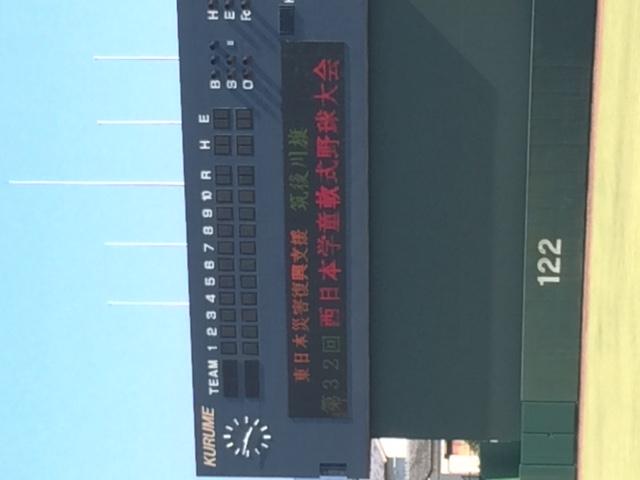 KURUME
TEAM 1 2 3 4 5 6 7 8 9 10 R H E
B
S
O
H
E
Fc
東日本災害復興支援 筑後川旗
第32回 西日本学童軟式野球大会
122